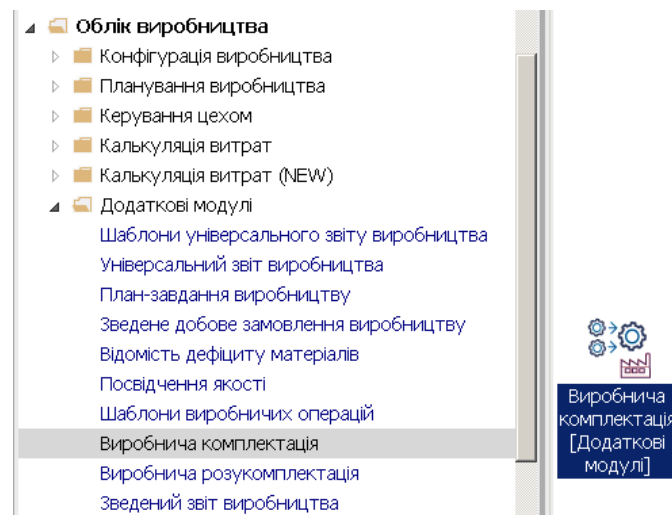 Облік виробництва
Конфігурація виробництва
Планування виробництва
Керування цехом
Калькуляція витрат
Калькуляція витрат (NEW)
Додаткові модулі
Шаблони універсального звіту виробництва
Універсальний звіт виробництва
План-завдання виробництву
Зведене добове замовлення виробництву
Відомість дефіциту матеріалів
Посвідчення якості
Шаблони виробничих операцій
Виробнича комплектація
Виробнича розукомплектація
Зведений звіт виробництва
Виробнича
комплектація
[Додаткові
модулі]